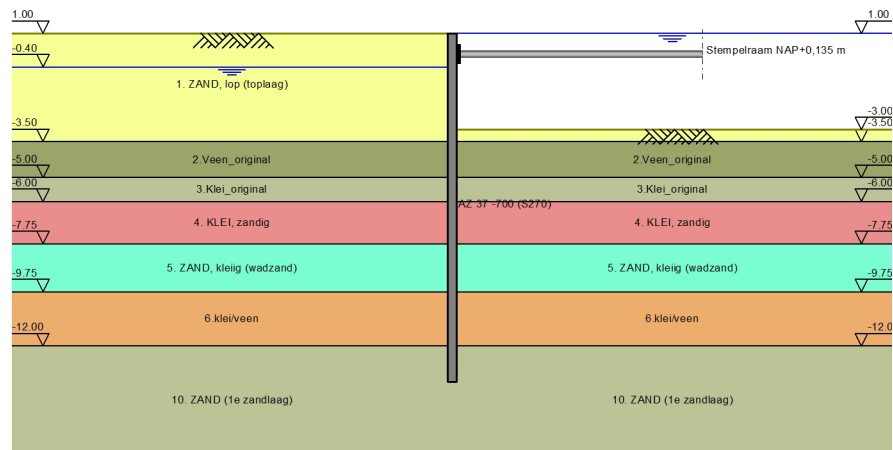 1.00
1.00
-0.40
Stempelraam NAP+0,135 m
1. ZAND, lop (toplaag)
-3.00
-3.50
-3.50
2.Veen_original
2.Veen_original
-5.00
-5.00
3.Klei_original
3.Klei_original
-6.00
-6.00
AZ 37 -700 (S270)
4. KLEI, zandig
4. KLEI, zandig
-7.75
-7.75
5. ZAND, kleiig (wadzand)
5. ZAND, kleiig (wadzand)
-9.75
-9.75
6.klei/veen
6.klei/veen
-12.00
-12.0
10. ZAND (1e zandlaag)
10. ZAND (1e zandlaag)